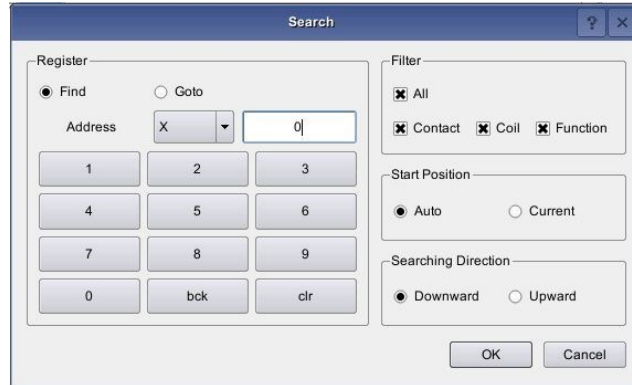 Search
? ×
Register
Find Goto
Address X 0
1 2 3
4 5 6
7 8 9
0 bck clr
Filter
All
Contact Coil Function
Start Position
Auto Current
Searching Direction
Downward Upward
OK Cancel